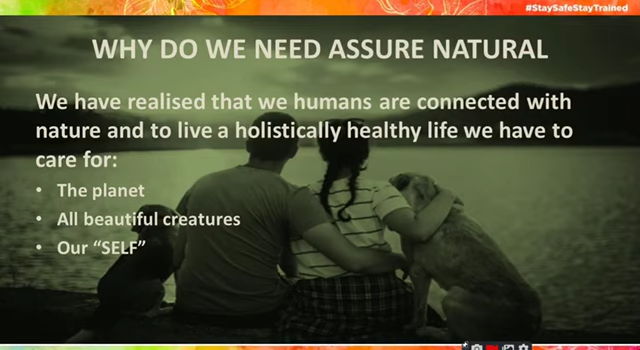 #StaySafeStayTrained
WHY DO WE NEED ASSURE NATURAL
We have realised that we humans are connected with
nature and to live a holistically healthy life we have to
care for:
• The planet
• All beautiful creatures
• Our “SELF”